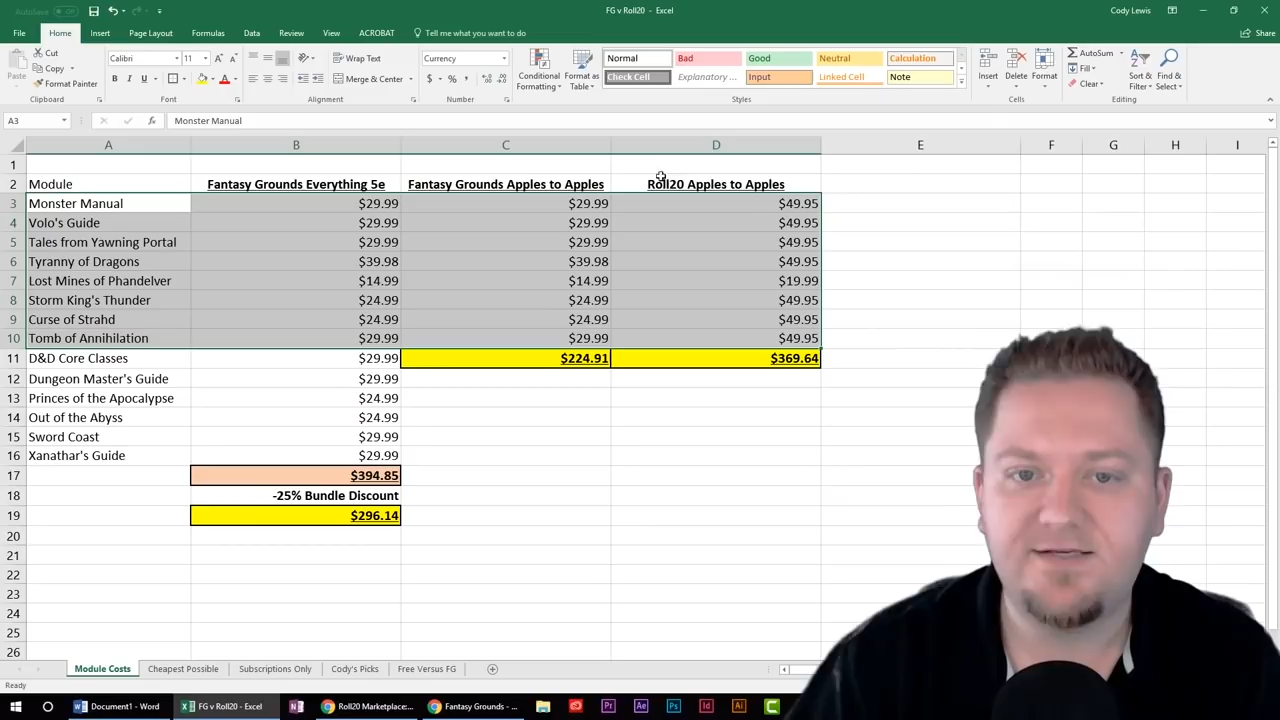 AutoSave Off
FG v Roll20 - Excel
Cody Lewis
File Home Insert Page Layout Formulas Data Review View ACROBAT Tell me what you want to do Share
Paste
Cut
Copy
Format Painter
Clipboard
Calibri 11
B I U
Font
Wrap Text
Merge & Center
Alignment
Currency
$ % ,
Number
Conditional Formatting
Format as Table
Normal Bad Good Neutral Calculation
Check Cell Explanatory ... Input Linked Cell Note
Styles
Insert Delete Format
Cells
AutoSum
Fill
Clear
Sort & Filter
Find & Select
Editing
A3 fx Monster Manual
A B C D E F G H I
1
2 Module Fantasy Grounds Everything 5e Fantasy Grounds Apples to Apples Roll20 Apples to Apples
3 Monster Manual $29.99 $29.99 $49.95
4 Volo's Guide $29.99 $29.99 $49.95
5 Tales from Yawning Portal $29.99 $29.99 $49.95
6 Tyranny of Dragons $39.98 $39.98 $49.95
7 Lost Mines of Phandelver $14.99 $14.99 $19.99
8 Storm King's Thunder $24.99 $24.99 $49.95
9 Curse of Strahd $24.99 $24.99 $49.95
10 Tomb of Annihilation $29.99 $29.99 $49.95
11 D&D Core Classes $29.99 $224.91 $369.64
12 Dungeon Master's Guide $29.99
13 Princes of the Apocalypse $24.99
14 Out of the Abyss $24.99
15 Sword Coast $29.99
16 Xanathar's Guide $29.99
17 $394.85
18 -25% Bundle Discount
19 $296.14
20
21
22
23
24
25
26
Module Costs Cheapest Possible Subscriptions Only Cody's Picks Free Versus FG
Ready
Document1 - Word FG v Roll20 - Excel Roll20 Marketplace:... Fantasy Grounds - ... Pr Ae Ps Id Ai